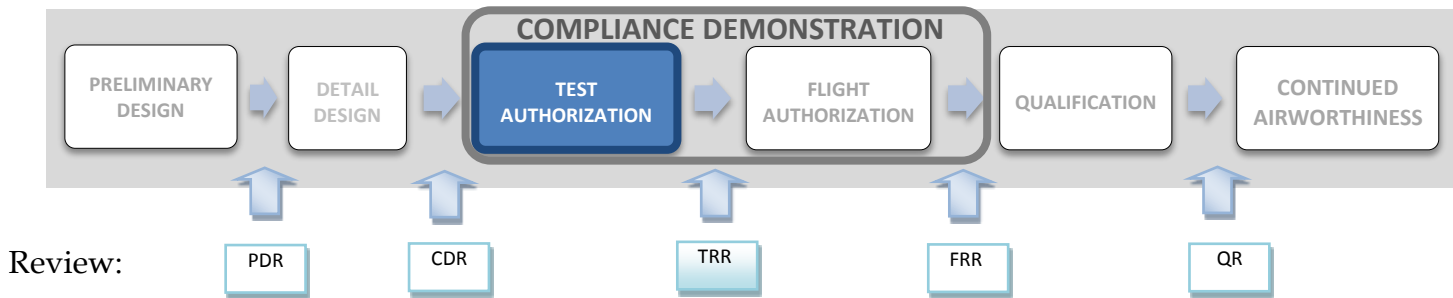 COMPLIANCE DEMONSTRATION
PRELIMINARY
DESIGN
DETAIL
DESIGN
TEST
AUTHORIZATION
FLIGHT
AUTHORIZATION
QUALIFICATION
CONTINUED
AIRWORTHINESS
Review:
PDR
CDR
TRR
FRR
QR